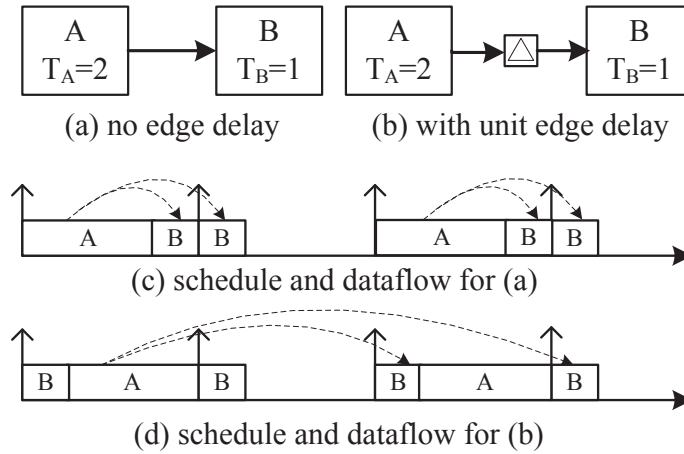 A B A B
T_A=2 T_B=1 T_A=2 △ T_B=1
(a) no edge delay (b) with unit edge delay
A B B A B B
(c) schedule and dataflow for (a)
B A B B A B
(d) schedule and dataflow for (b)